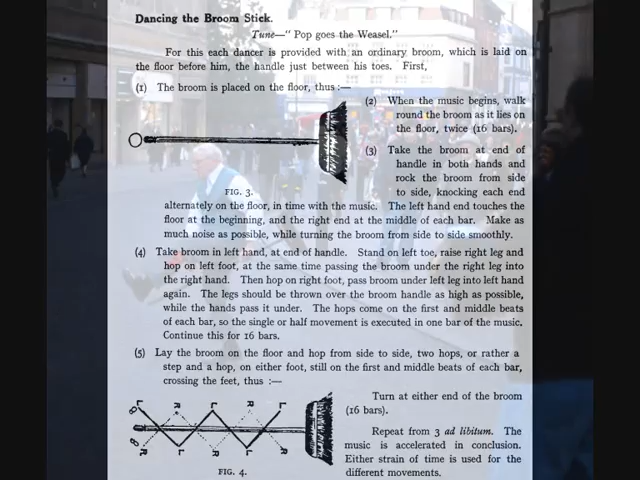 Dancing the Broom Stick.
Tune—" Pop goes the Weasel."
For this each dancer is provided with an ordinary broom, which is laid on
the floor before him, the handle just between his toes. First,
(1) The broom is placed on the floor, thus :—
(2) When the music begins, walk
round the broom as it lies on
the floor, twice (16 bars).
(3) Take the broom at end of
handle in both hands and
rock the broom from side
to side, knocking each end
FIG. 3.
alternately on the floor, in time with the music. The left hand end touches the
floor at the beginning, and the right end at the middle of each bar. Make as
much noise as possible, while turning the broom from side to side smoothly.
(4) Take broom in left hand, at end of handle. Stand on left toe, raise right leg and
hop on left foot, at the same time passing the broom under the right leg into
the right hand. Then hop on right foot, pass broom under left leg into left hand
again. The legs should be thrown over the broom handle as high as possible,
while the hands pass it under. The hops come on the first and middle beats
of each bar, so the single or half movement is executed in one bar of the music.
Continue this for 16 bars.
(5) Lay the broom on the floor and hop from side to side, two hops, or rather a
step and a hop, on either foot, still on the first and middle beats of each bar,
crossing the feet, thus :—
L R L R L
R L R L R
Turn at either end of the broom
(16 bars).
Repeat from 3 ad libitum. The
music is accelerated in conclusion.
Either strain of time is used for the
different movements.
FIG. 4.